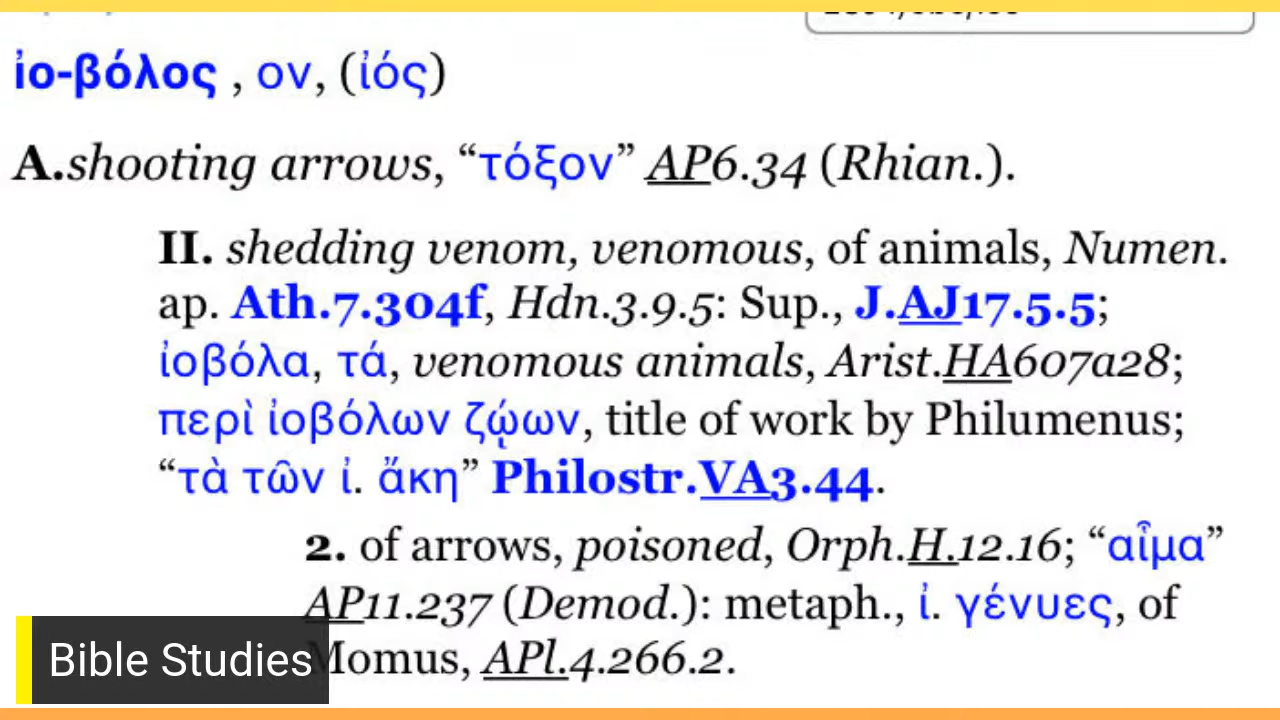 ἰο-βόλος , ον, (ἰός)
A.shooting arrows, “τόξον” AP6.34 (Rhian.).
II. shedding venom, venomous, of animals, Numen.
ap. Ath.7.304f, Hdn.3.9.5: Sup., J.AJ17.5.5;
ἰοβόλα, τά, venomous animals, Arist.HA607a28;
περὶ ἰοβόλων ζῴων, title of work by Philumenus;
“τὰ τῶν ἰ. ἄκη” Philostr.VA3.44.
2. of arrows, poisoned, Orph.H.12.16; “αἷμα”
AP11.237 (Demod.): metaph., ἰ. γένυες, of
Momus, APl.4.266.2.
Bible Studies